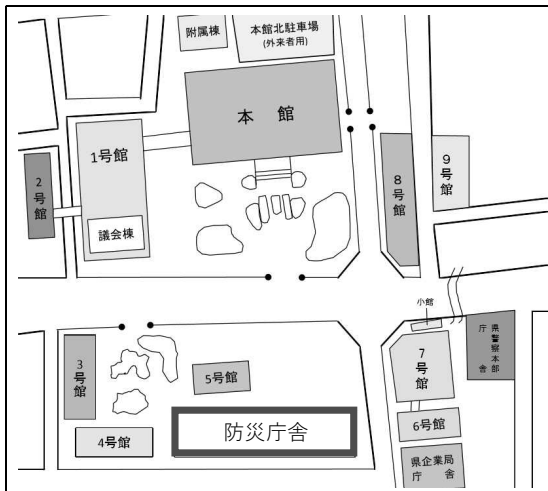 附属棟
本館北駐車場
(外来者用)
本館
1号館
2号館
議会棟
8号館
9号館
小館
県警察本部
庁舎
7号館
3号館
5号館
防災庁舎
4号館
6号館
県企業局
庁舎